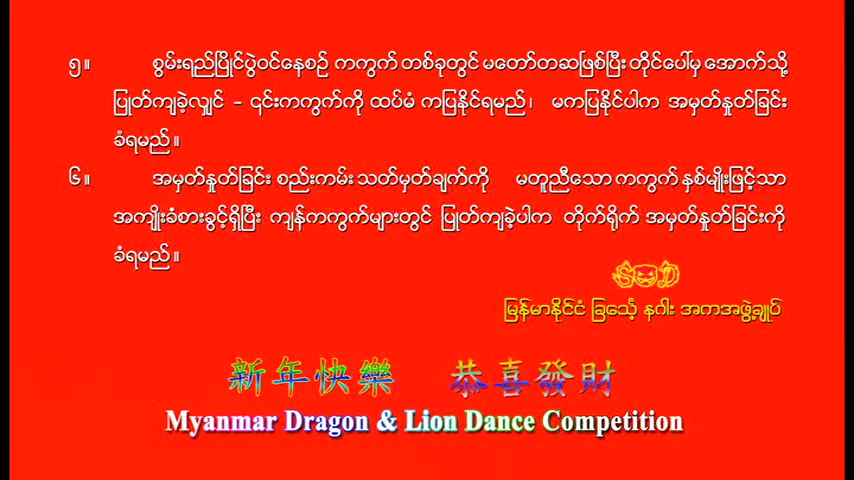 ၅။ စွမ်းရည်ပြိုင်ပွဲဝင်နေစဉ် ကကွက် တစ်ခုတွင် မတော်တဆဖြစ်ပြီး တိုင်ပေါ်မှ အောက်သို့
ပြုတ်ကျခဲ့လျှင် – ၎င်းကကွက်ကို ထပ်မံ ကပြနိုင်ရမည်၊ မကပြနိုင်ပါက အမှတ်နှုတ်ခြင်း
ခံရမည်။
၆။ အမှတ်နှုတ်ခြင်း စည်းကမ်း သတ်မှတ်ချက်ကို မတူညီသော ကကွက် နှစ်မျိုးဖြင့်သာ
အကျိုးခံစားခွင့်ရှိပြီး ကျန်ကကွက်များတွင် ပြုတ်ကျခဲ့ပါက တိုက်ရိုက် အမှတ်နှုတ်ခြင်းကို
ခံရမည်။
မြန်မာနိုင်ငံ ခြင်္သေ့ နဂါး အကအဖွဲ့ချုပ်
新年快樂 恭喜發財
Myanmar Dragon & Lion Dance Competition